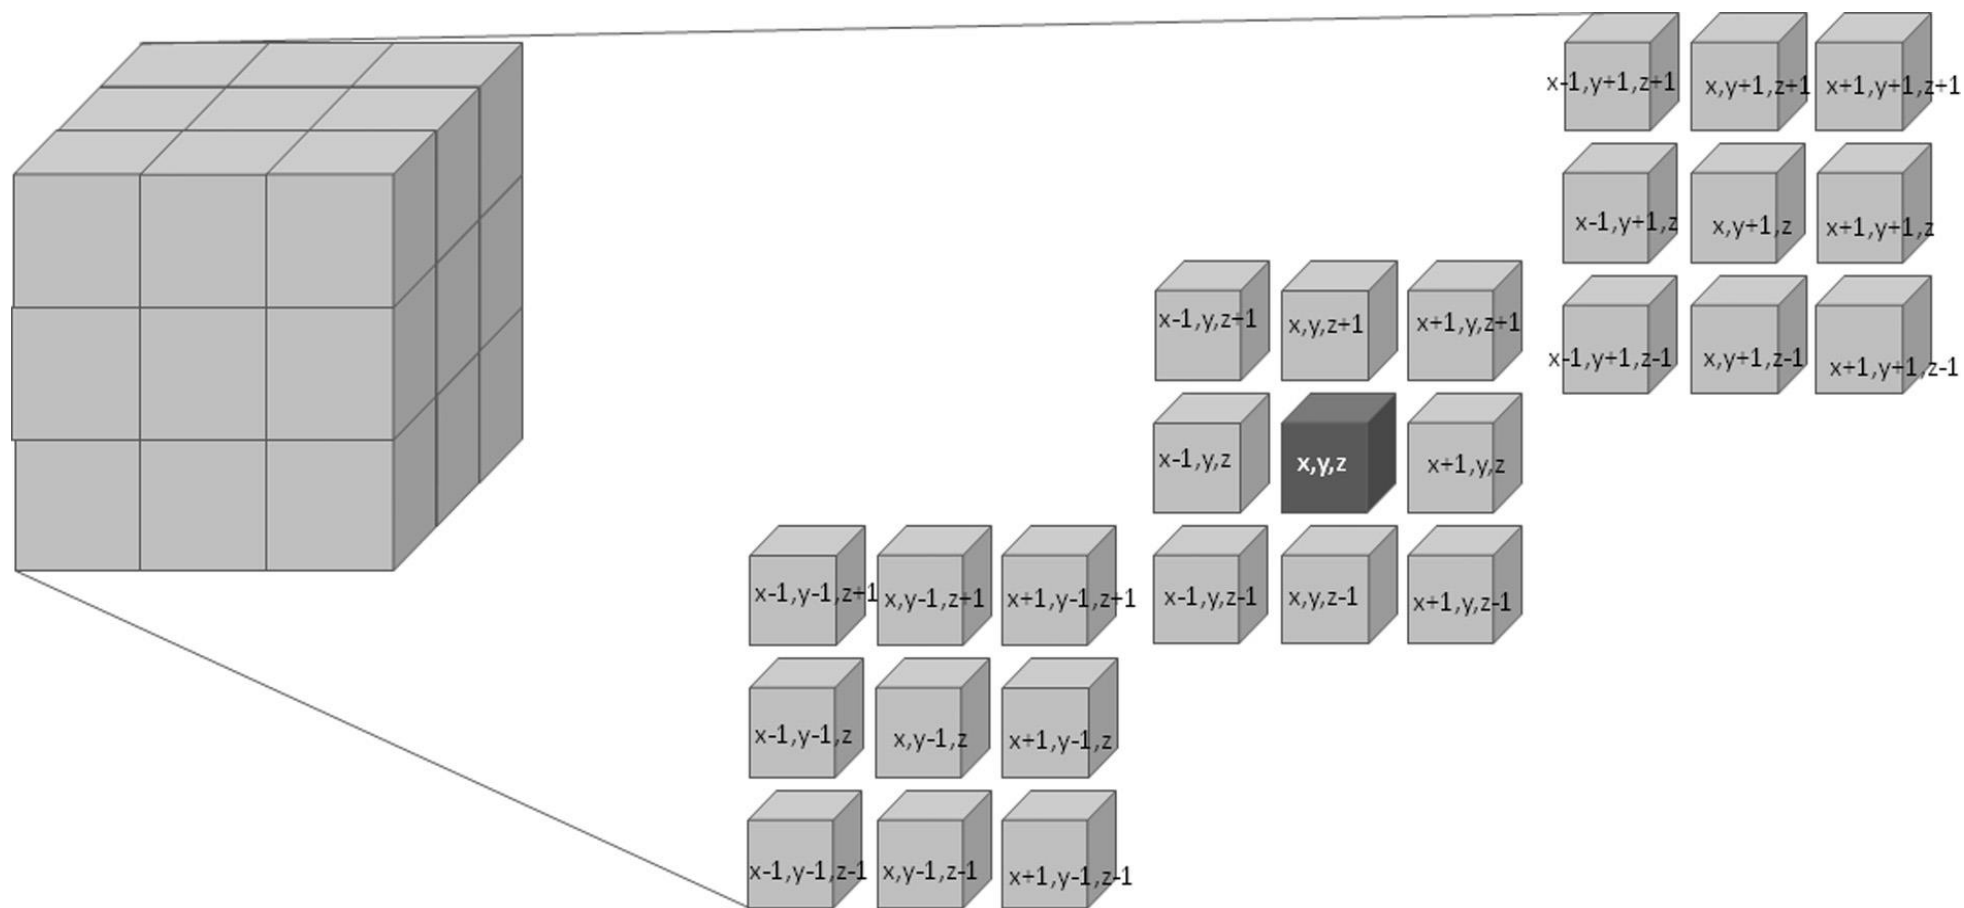 x-1,y+1,z+1 x,y+1,z+1 x+1,y+1,z+1
x-1,y+1,z x,y+1,z x+1,y+1,z
x-1,y+1,z-1 x,y+1,z-1 x+1,y+1,z-1
x-1,y,z+1 x,y,z+1 x+1,y,z+1
x-1,y,z x,y,z x+1,y,z
x-1,y,z-1 x,y,z-1 x+1,y,z-1
x-1,y-1,z+1 x,y-1,z+1 x+1,y-1,z+1
x-1,y-1,z x,y-1,z x+1,y-1,z
x-1,y-1,z-1 x,y-1,z-1 x+1,y-1,z-1